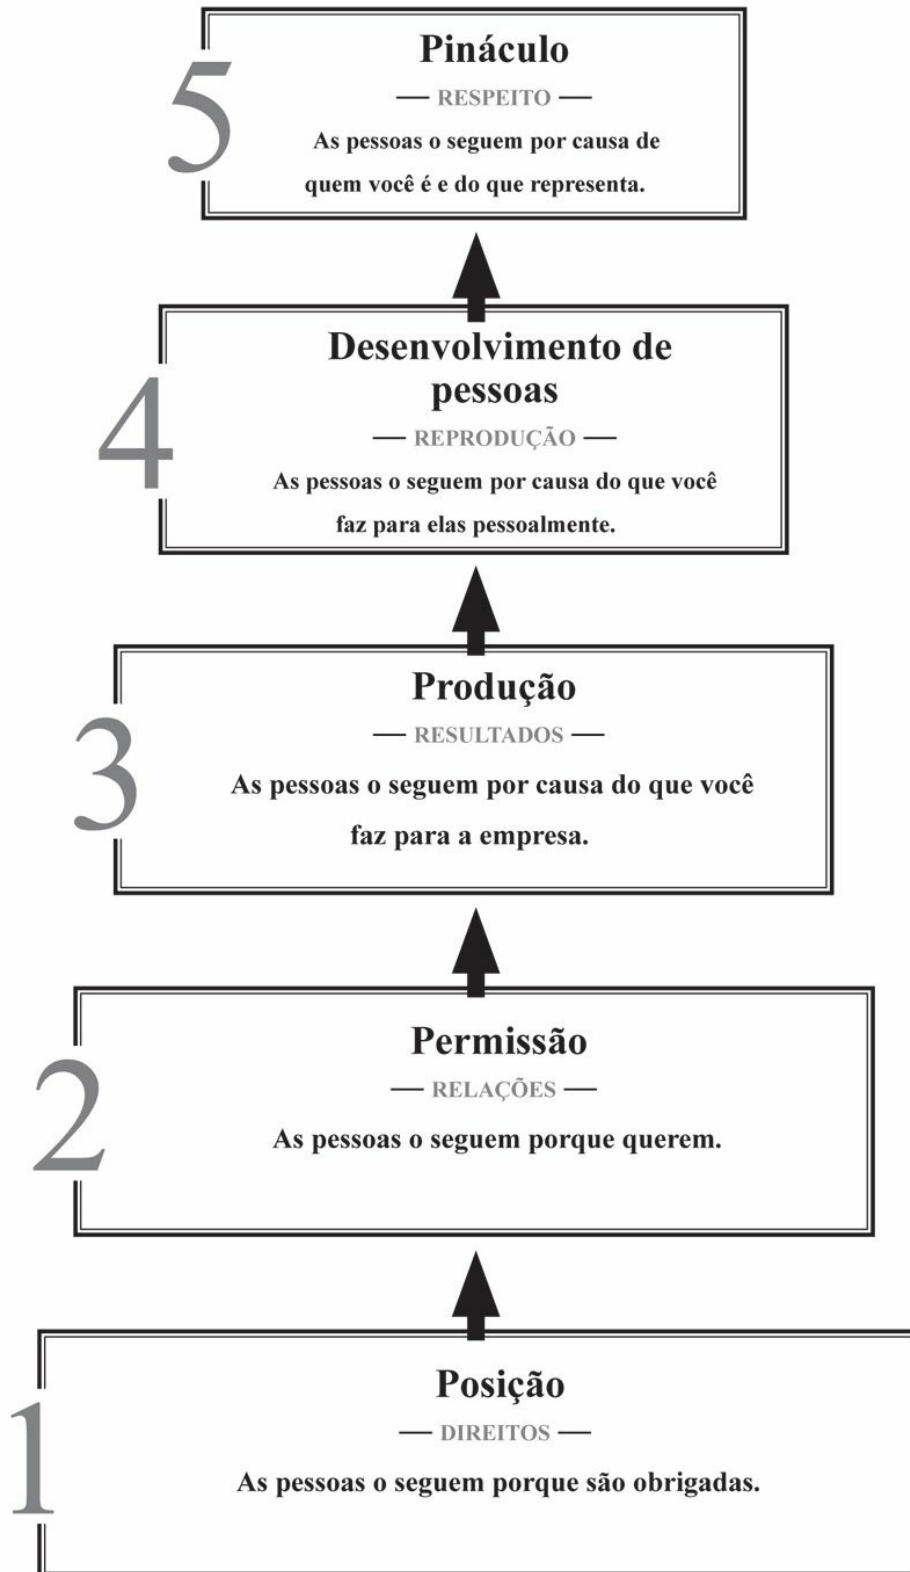 5
Pináculo
— RESPEITO —
As pessoas o seguem por causa de
quem você é e do que representa.
4
Desenvolvimento de
pessoas
— REPRODUÇÃO —
As pessoas o seguem por causa do que você
faz para elas pessoalmente.
3
Produção
— RESULTADOS —
As pessoas o seguem por causa do que você
faz para a empresa.
2
Permissão
— RELAÇÕES —
As pessoas o seguem porque querem.
1
Posição
— DIREITOS —
As pessoas o seguem porque são obrigadas.